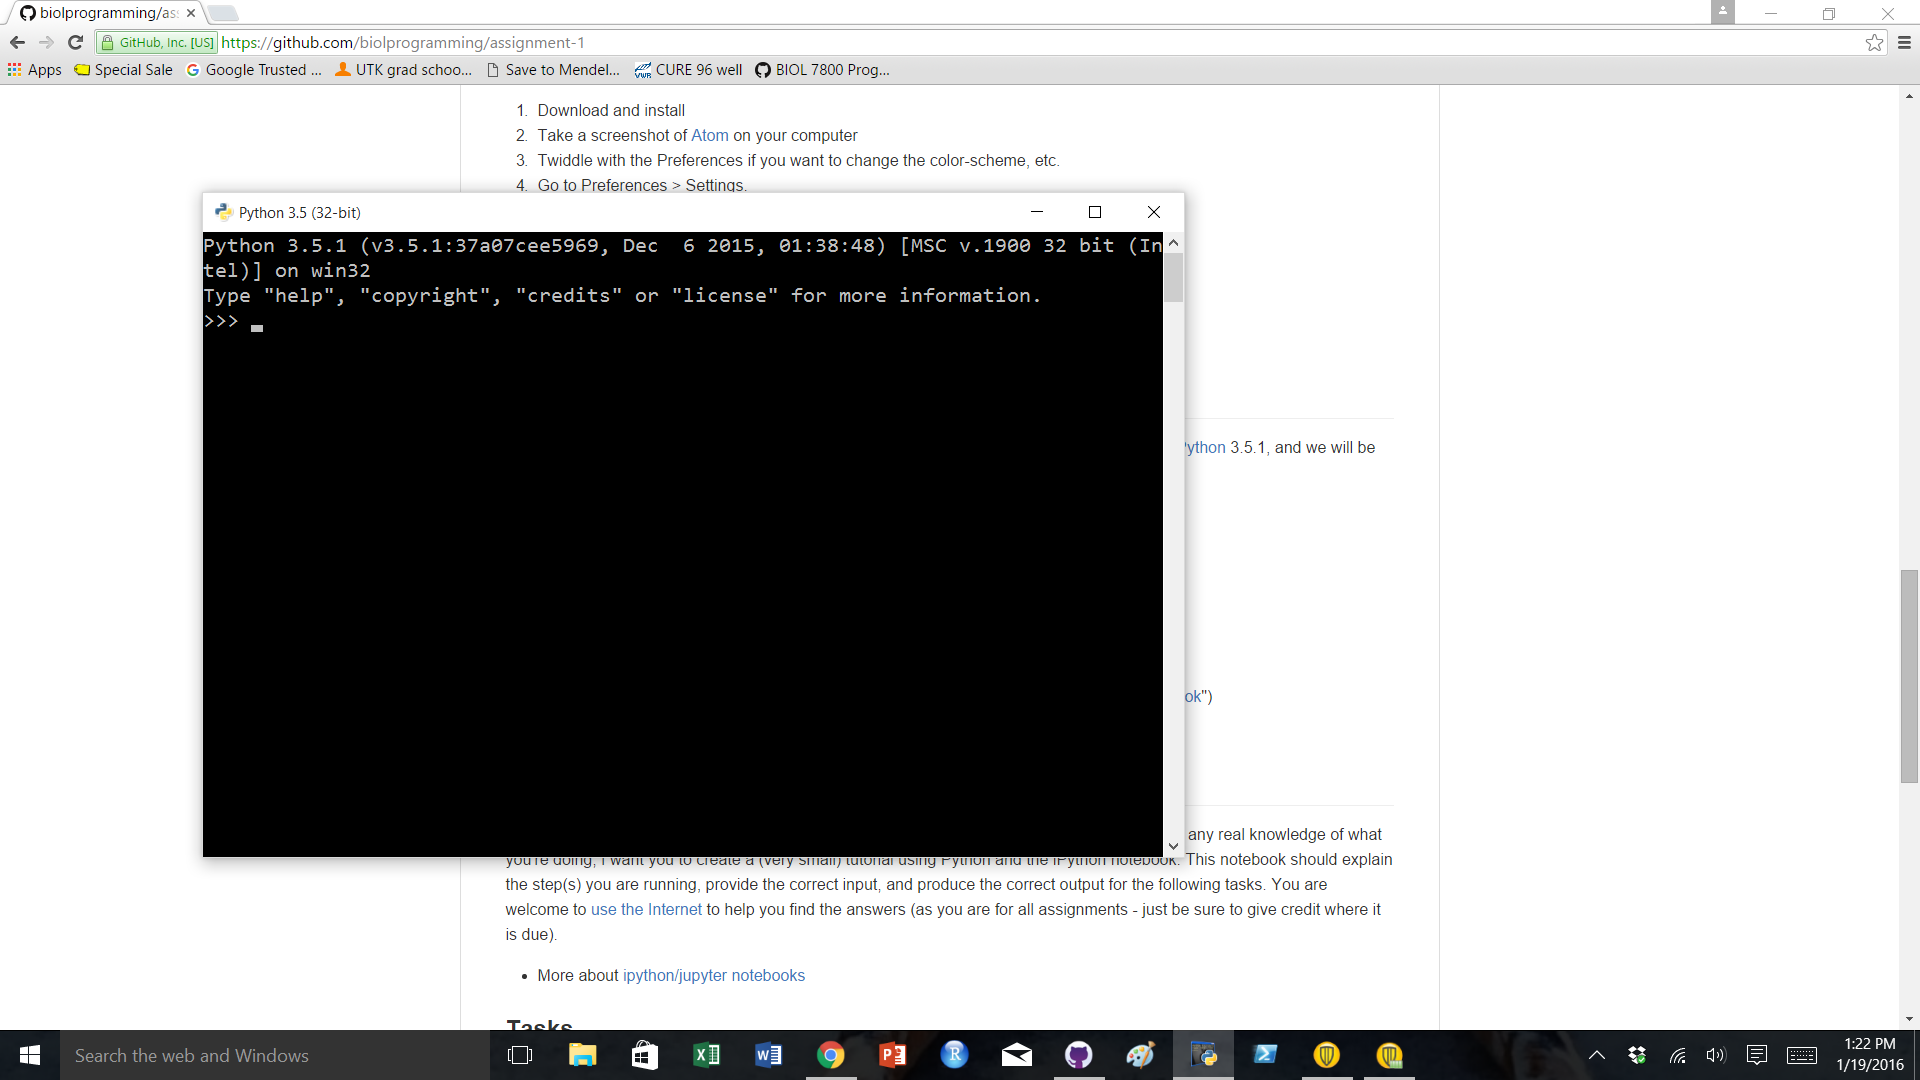 biolprogramming/as
GitHub, Inc. [US] https://github.com/biolprogramming/assignment-1
Apps Special Sale Google Trusted ... UTK grad schoo... Save to Mendel... CURE 96 well BIOL 7800 Prog...
1. Download and install
2. Take a screenshot of Atom on your computer
3. Twiddle with the Preferences if you want to change the color-scheme, etc.
4. Go to Preferences > Settings.
Python 3.5 (32-bit)
Python 3.5.1 (v3.5.1:37a07cee5969, Dec  6 2015, 01:38:48) [MSC v.1900 32 bit (In
tel)] on win32
Type "help", "copyright", "credits" or "license" for more information.
>>>
Python 3.5.1, and we will be
ok")
any real knowledge of what
you're doing, I want you to create a (very small) tutorial using Python and the iPython notebook. This notebook should explain
the step(s) you are running, provide the correct input, and produce the correct output for the following tasks. You are
welcome to use the Internet to help you find the answers (as you are for all assignments - just be sure to give credit where it
is due).
• More about ipython/jupyter notebooks
Tasks
Search the web and Windows
1:22 PM
1/19/2016